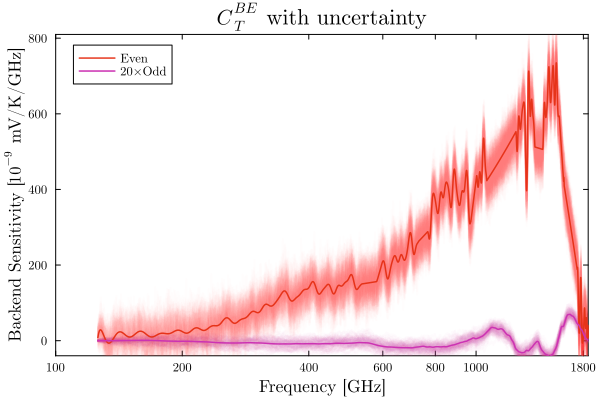 C_T^{BE} with uncertainty
Backend Sensitivity [10⁻⁹ mV/K/GHz]
800
600
400
200
0
Even
20×Odd
100 200 400 600 800 1000 1800
Frequency [GHz]